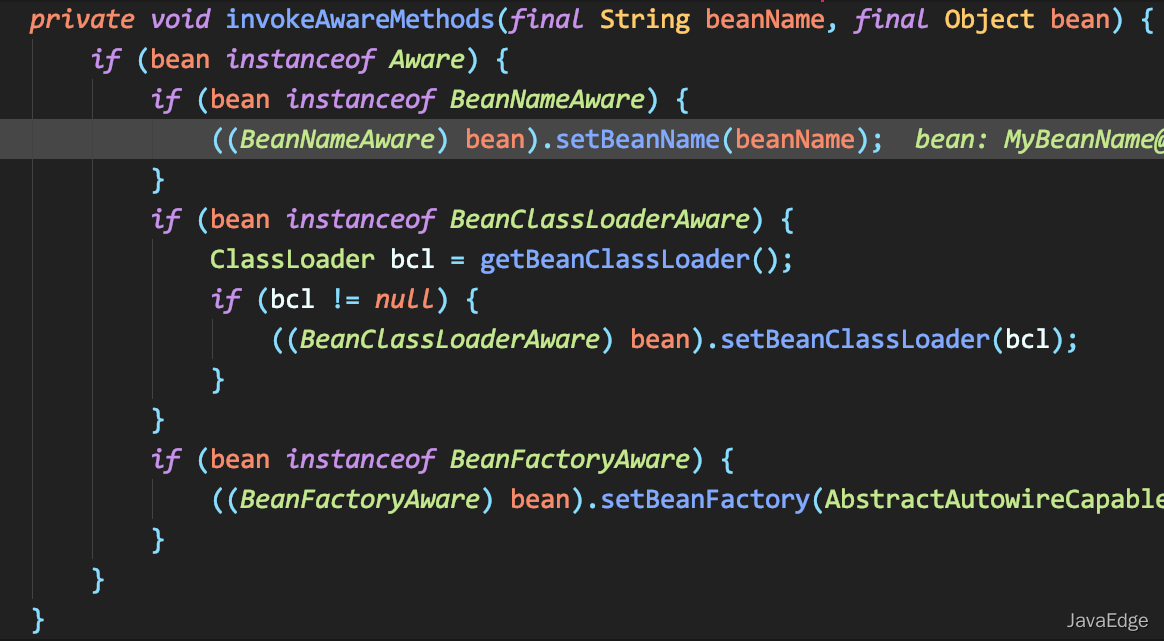 private void invokeAwareMethods(final String beanName, final Object bean) {
if (bean instanceof Aware) {
if (bean instanceof BeanNameAware) {
((BeanNameAware) bean).setBeanName(beanName); bean: MyBeanName@
}
if (bean instanceof BeanClassLoaderAware) {
ClassLoader bcl = getBeanClassLoader();
if (bcl != null) {
((BeanClassLoaderAware) bean).setBeanClassLoader(bcl);
}
}
if (bean instanceof BeanFactoryAware) {
((BeanFactoryAware) bean).setBeanFactory(AbstractAutowireCapable
}
}
}
JavaEdge